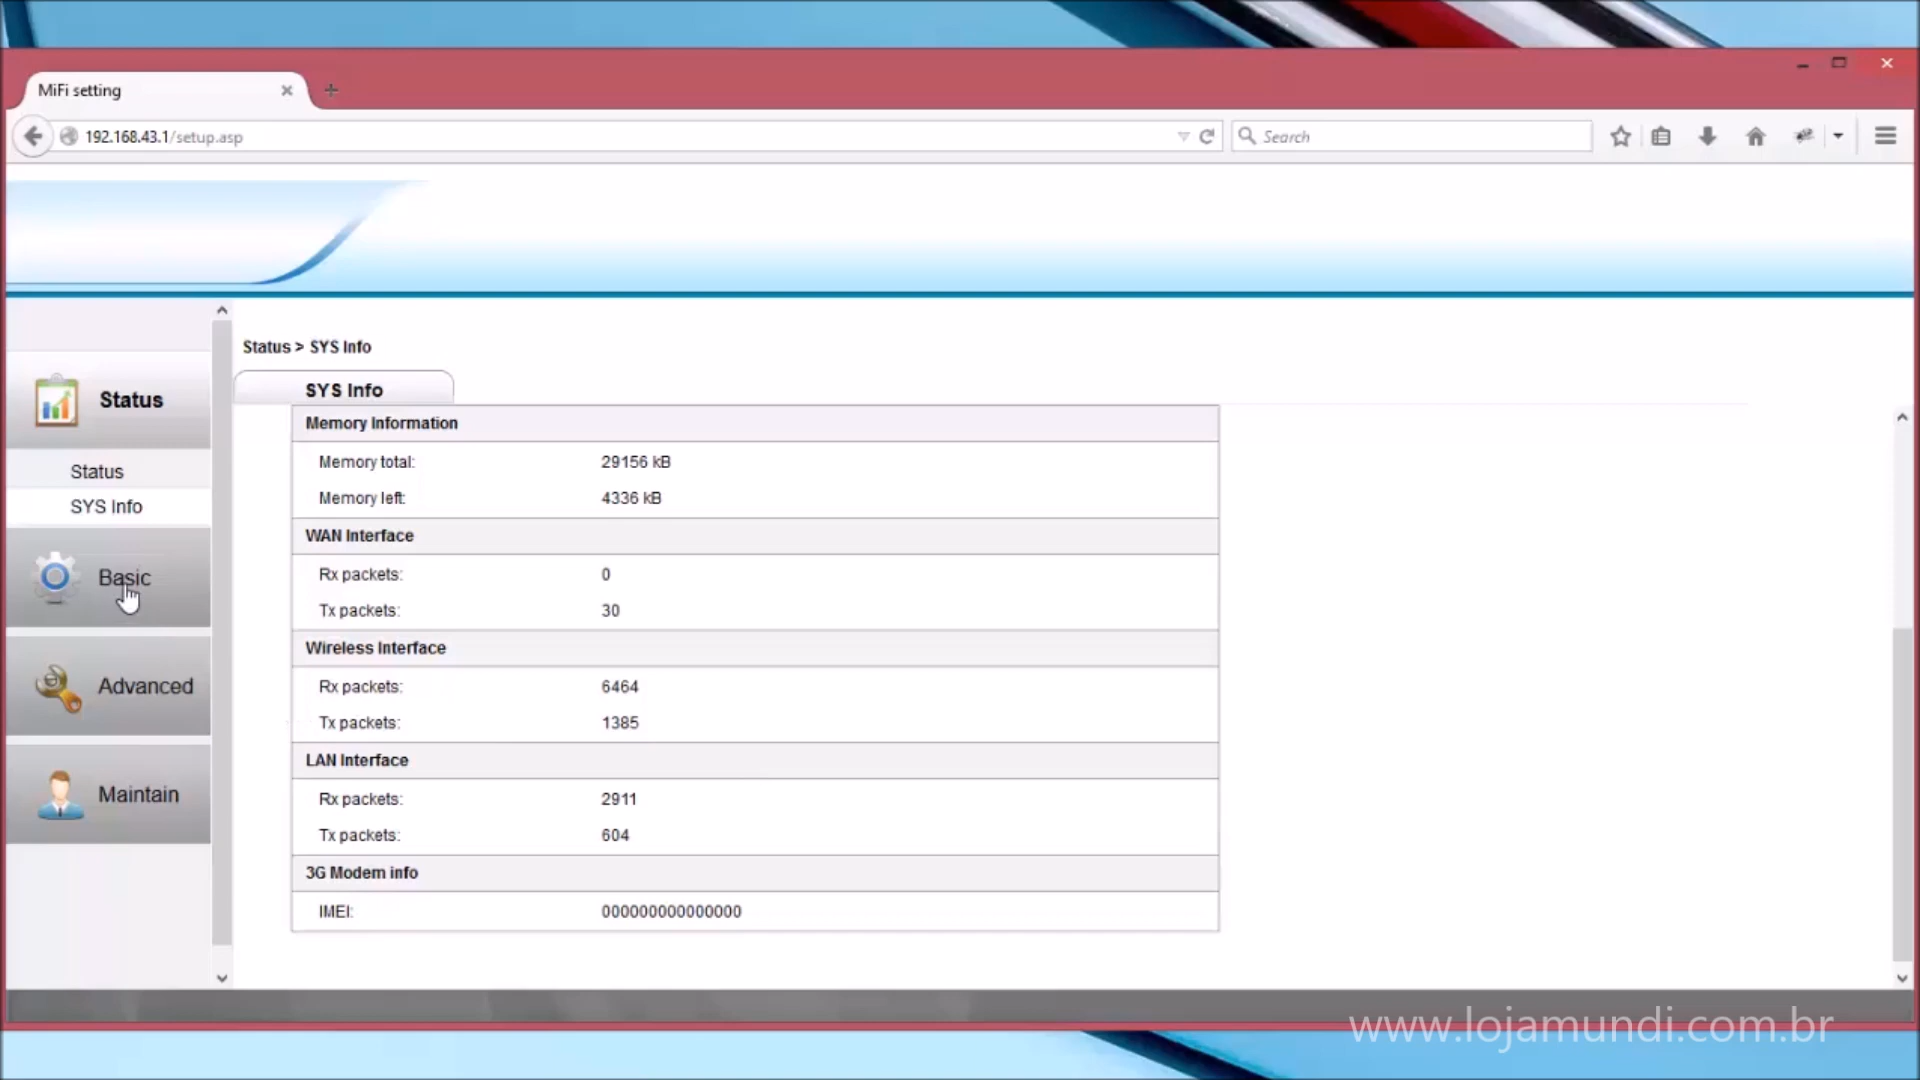 MiFi setting
192.168.43.1/setup.asp
Search
Status > SYS Info
SYS Info
Status
Status
SYS Info
Basic
Advanced
Maintain
Memory Information
Memory total: 29156 kB
Memory left: 4336 kB
WAN Interface
Rx packets: 0
Tx packets: 30
Wireless Interface
Rx packets: 6464
Tx packets: 1385
LAN Interface
Rx packets: 2911
Tx packets: 604
3G Modem info
IMEI: 000000000000000
www.lojamundi.com.br